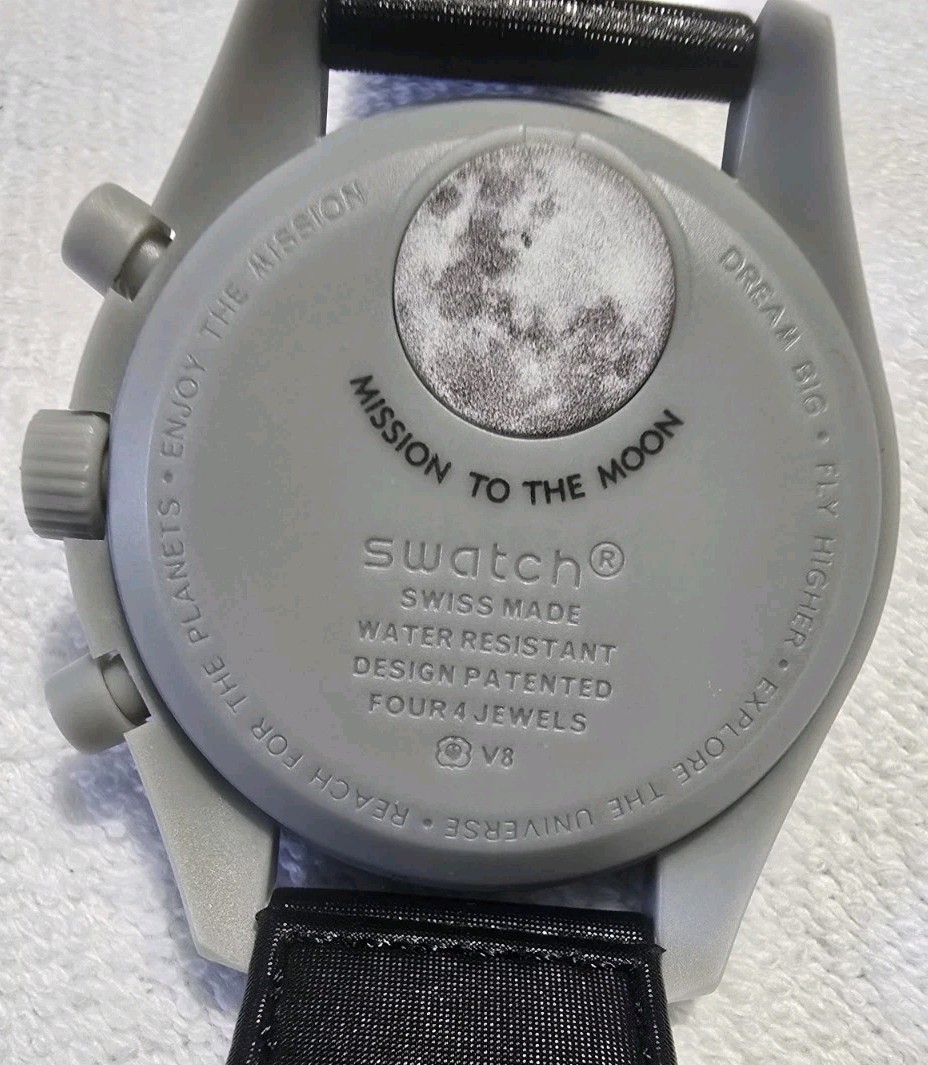 MISSION TO THE MOON
swatch®
SWISS MADE
WATER RESISTANT
DESIGN PATENTED
FOUR 4 JEWELS
V8
DREAM BIG • FLY HIGHER • EXPLORE THE UNIVERSE • REACH FOR THE PLANETS • ENJOY THE MISSION